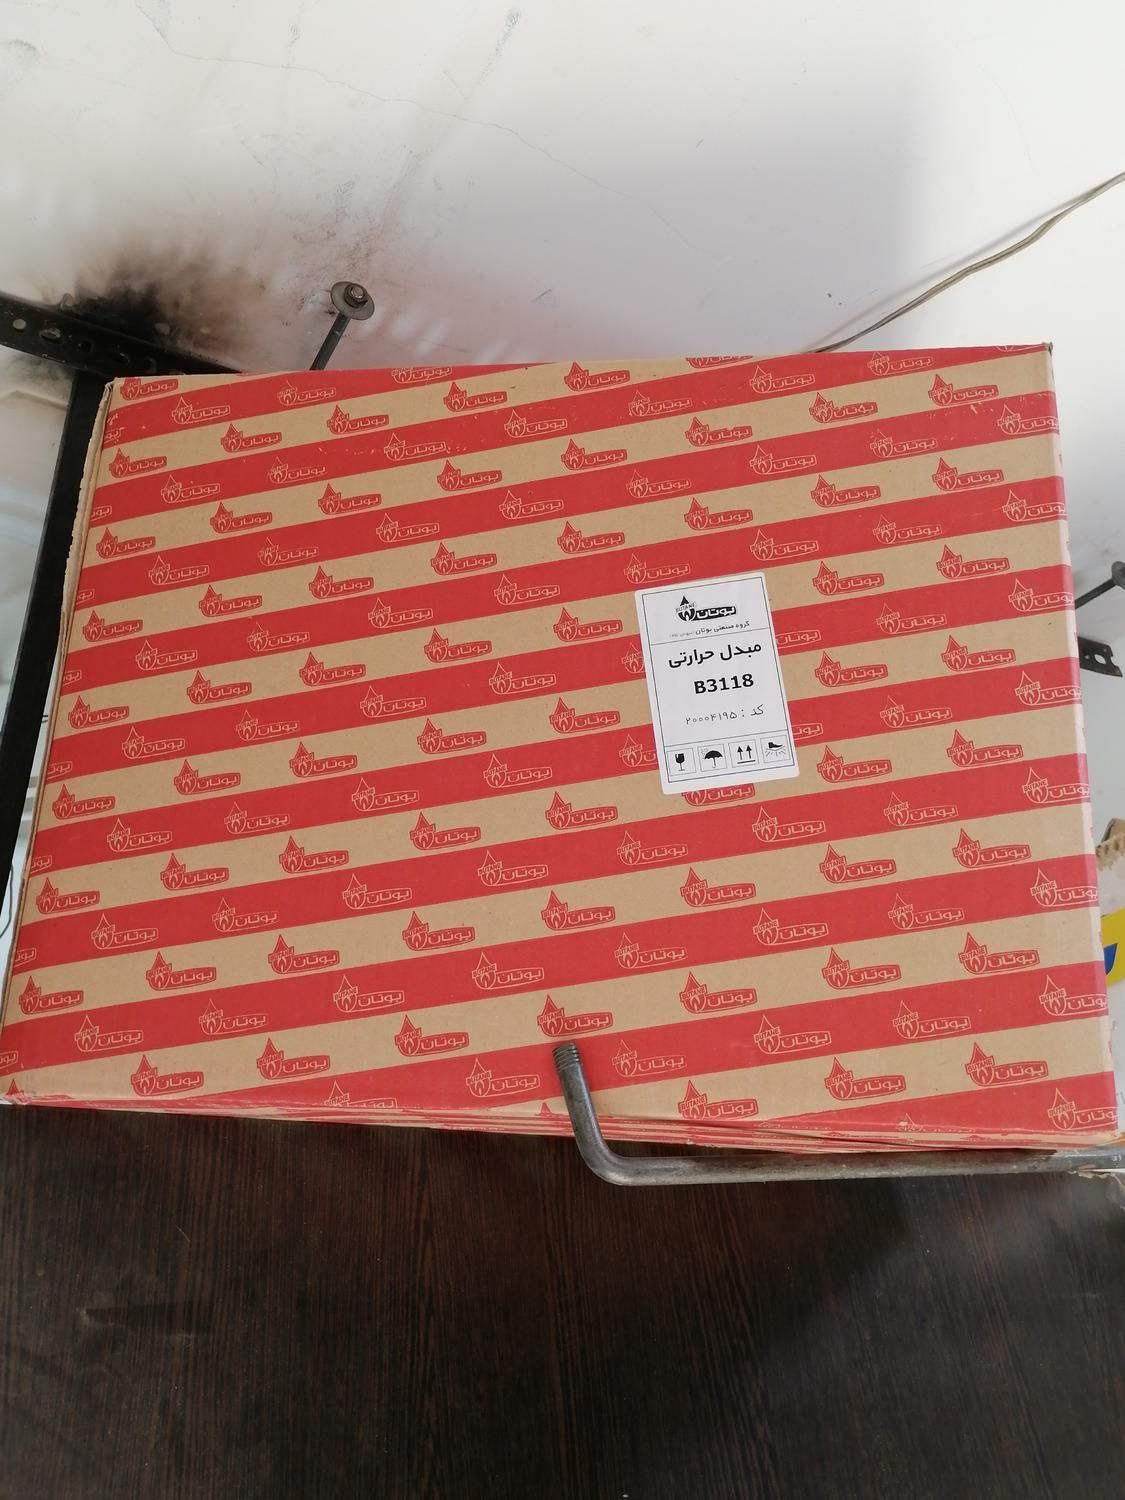 BUTANE
بوتان
گروه صنعتی بوتان
مبدل حرارتی
B3118
کد : ۲۰۰۰۴۱۹۵